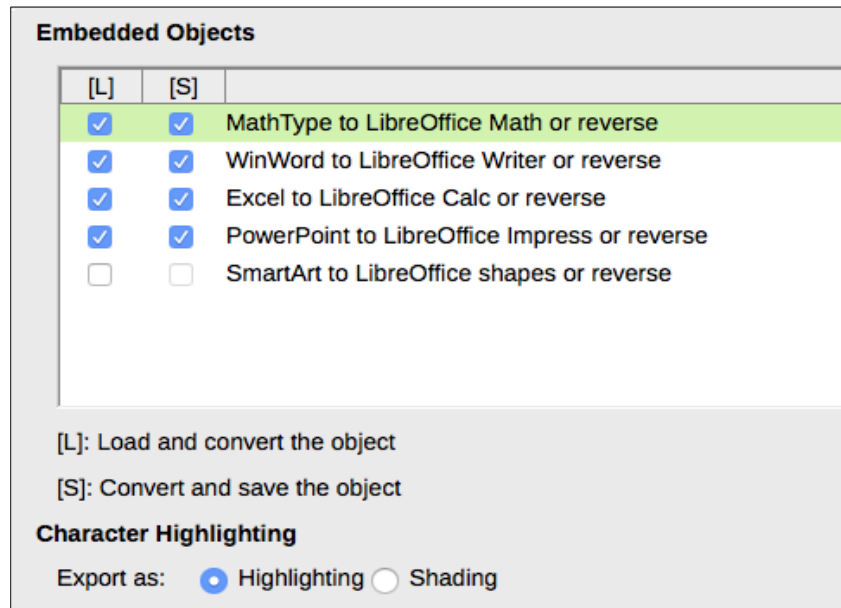 Embedded Objects
[L] [S]
MathType to LibreOffice Math or reverse
WinWord to LibreOffice Writer or reverse
Excel to LibreOffice Calc or reverse
PowerPoint to LibreOffice Impress or reverse
SmartArt to LibreOffice shapes or reverse
[L]: Load and convert the object
[S]: Convert and save the object
Character Highlighting
Export as: Highlighting Shading